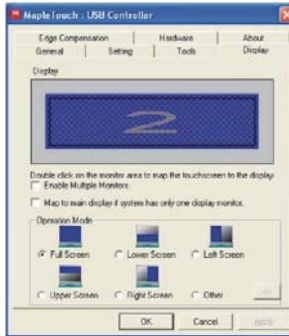 MapleTouch : USB Controller
Edge Compensation Hardware About
General Setting Tools Display
Display
2
Double click on the monitor area to map the touchscreen to the display
Enable Multiple Monitors.
Map to main display if system has only one display monitor.
Operation Mode
Full Screen Lower Screen Left Screen
Upper Screen Right Screen Other
OK Cancel Apply